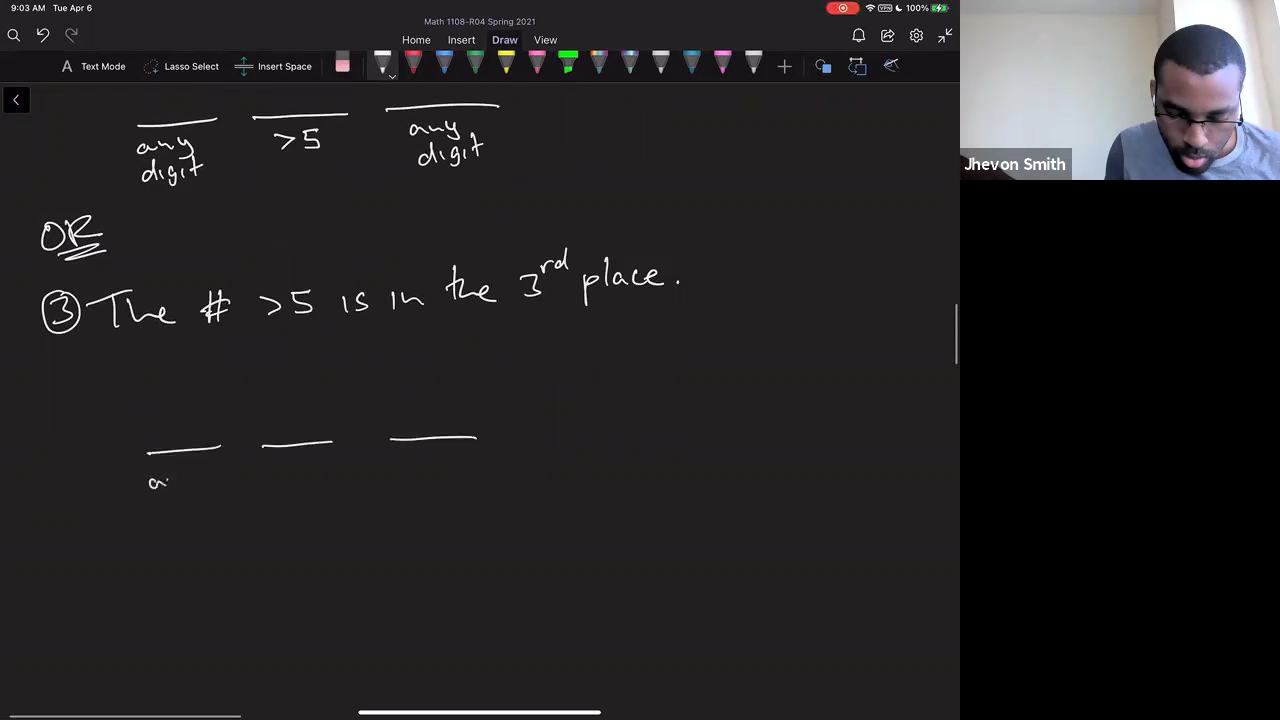 9:03 AM Tue Apr 6
VPN 100%
Math 1108-R04 Spring 2021
Home Insert Draw View
A Text Mode Lasso Select Insert Space
any digit
>5
any digit
OR
③ The # >5 is in the 3rd place.
a
Jhevon Smith